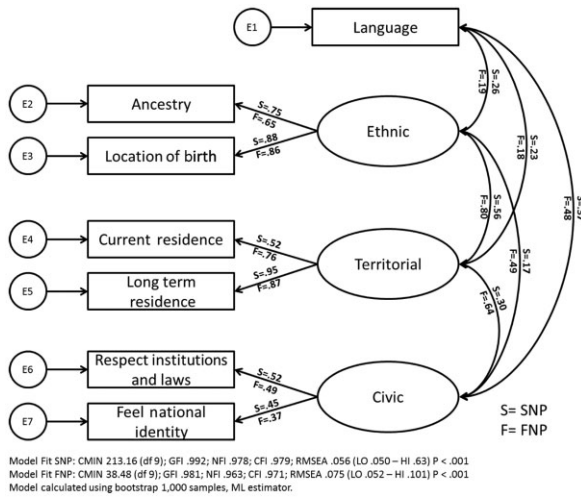 E1
Language
S=.26
F=.19
S=.23
F=.18
F=.48
E2
Ancestry
S=.75
F=.65
Ethnic
E3
Location of birth
S=.88
F=.86
S=.56
F=.80
S=.17
F=.49
E4
Current residence
S=.52
F=.76
Territorial
E5
Long term
residence
S=.95
F=.87
S=.30
F=.64
E6
Respect institutions
and laws
S=.52
F=.49
Civic
E7
Feel national
identity
S=.45
F=.37
S= SNP
F= FNP
Model Fit SNP: CMIN 213.16 (df 9); GFI .992; NFI .978; CFI .979; RMSEA .056 (LO .050 – HI .63) P < .001
Model Fit FNP: CMIN 38.48 (df 9); GFI .981; NFI .963; CFI .971; RMSEA .075 (LO .052 – HI .101) P < .001
Model calculated using bootstrap 1,000 samples, ML estimator.